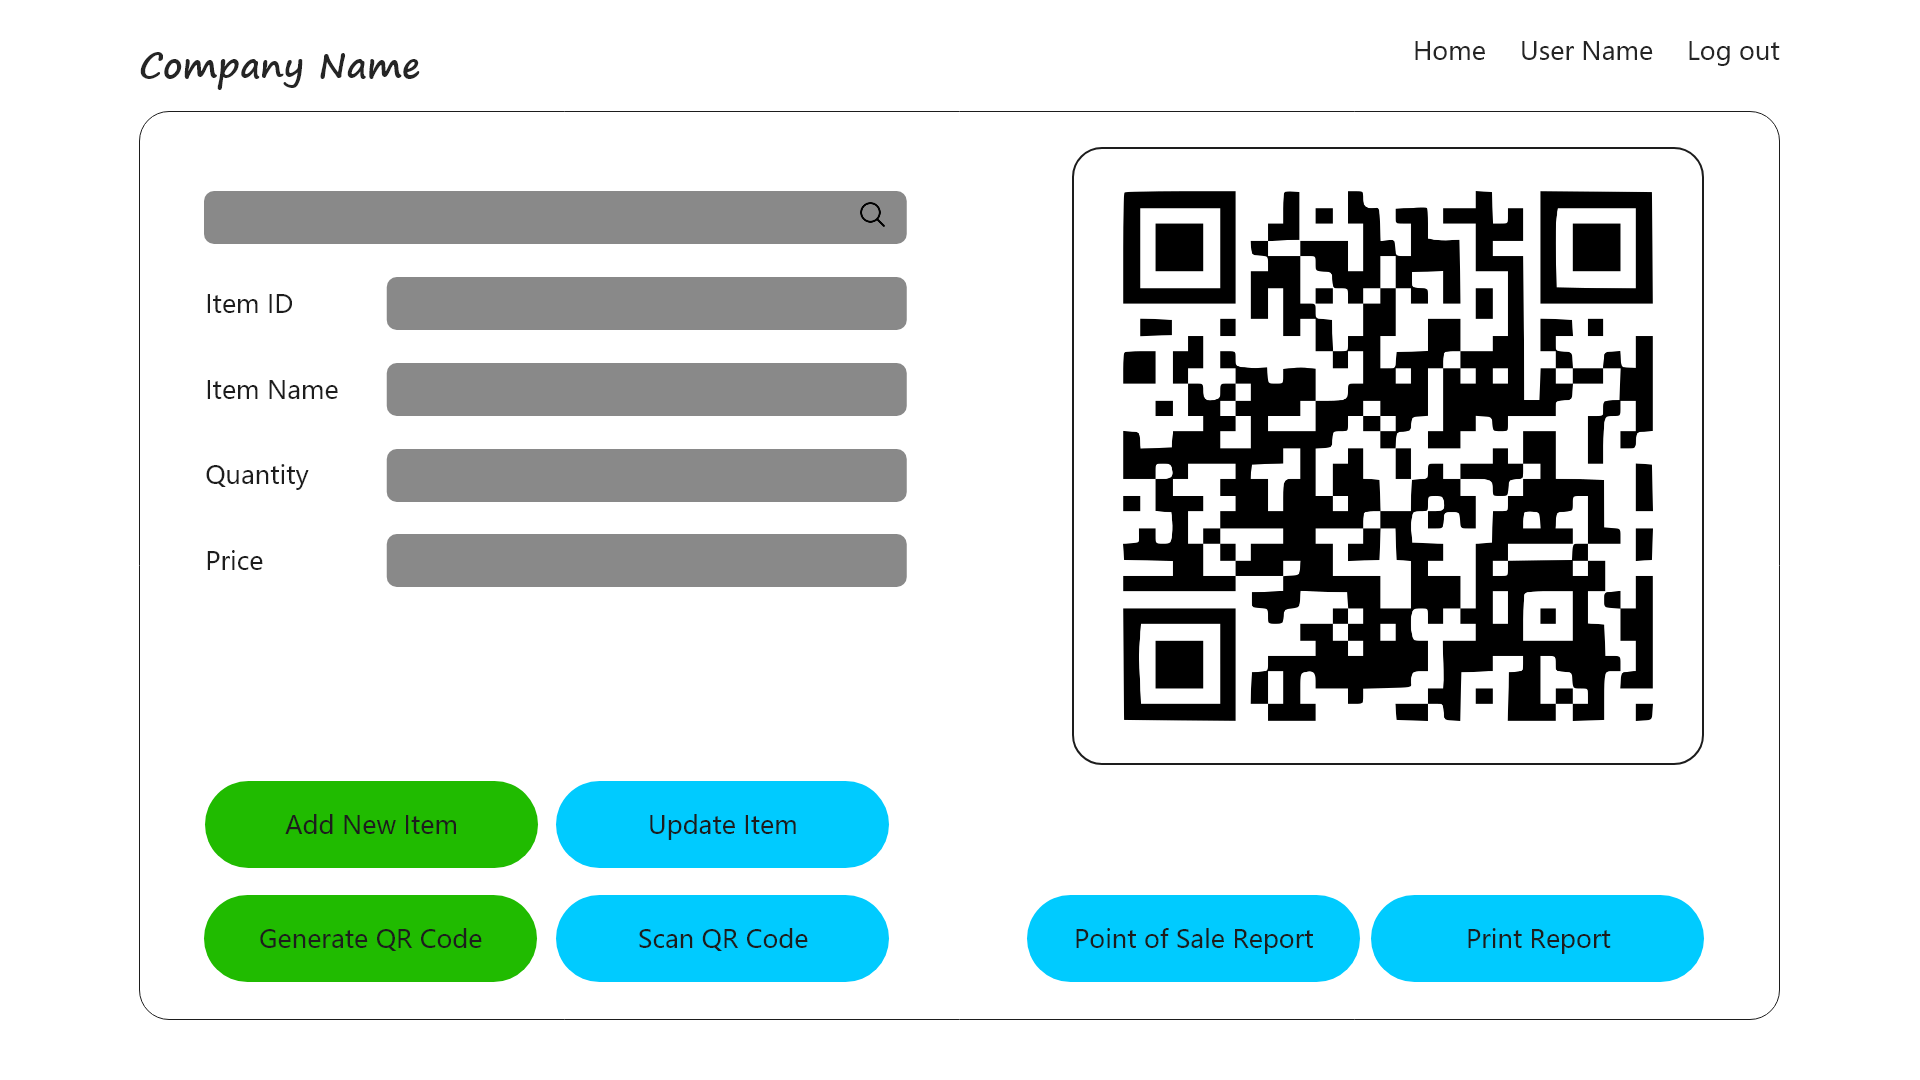 Company Name
Home User Name Log out
Item ID
Item Name
Quantity
Price
Add New Item
Update Item
Generate QR Code
Scan QR Code
Point of Sale Report
Print Report